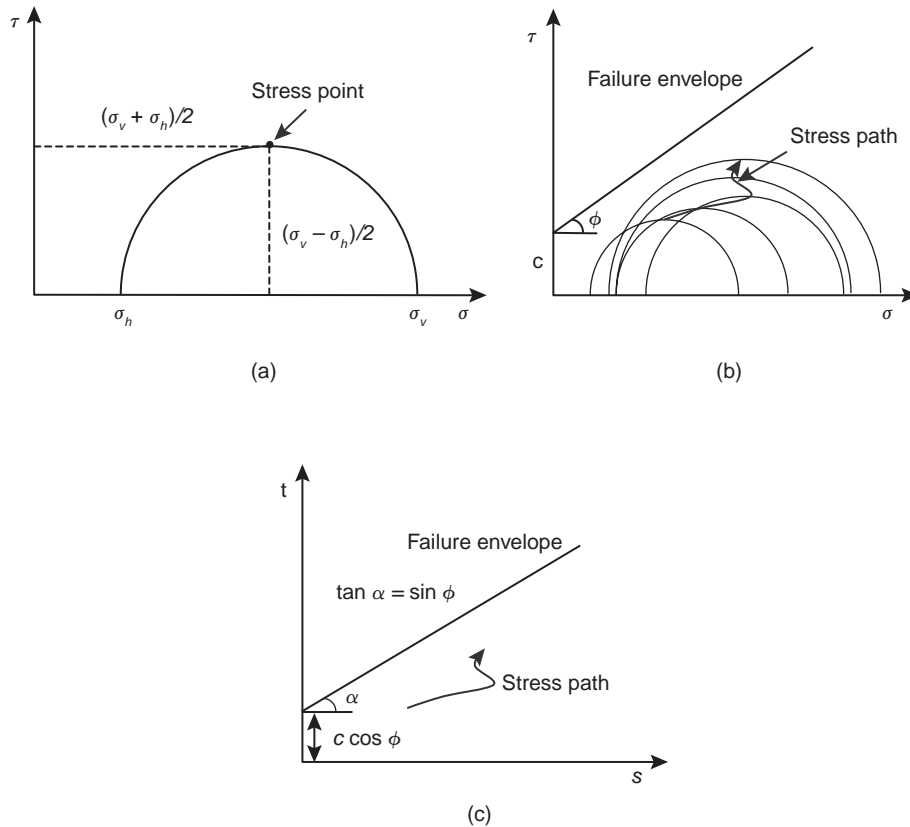 τ
Stress point
(σv + σh)/2
(σv − σh)/2
σh
σv
σ
(a)
τ
Failure envelope
Stress path
ϕ
c
σ
(b)
t
Failure envelope
tan α = sin ϕ
Stress path
α
c cos ϕ
s
(c)